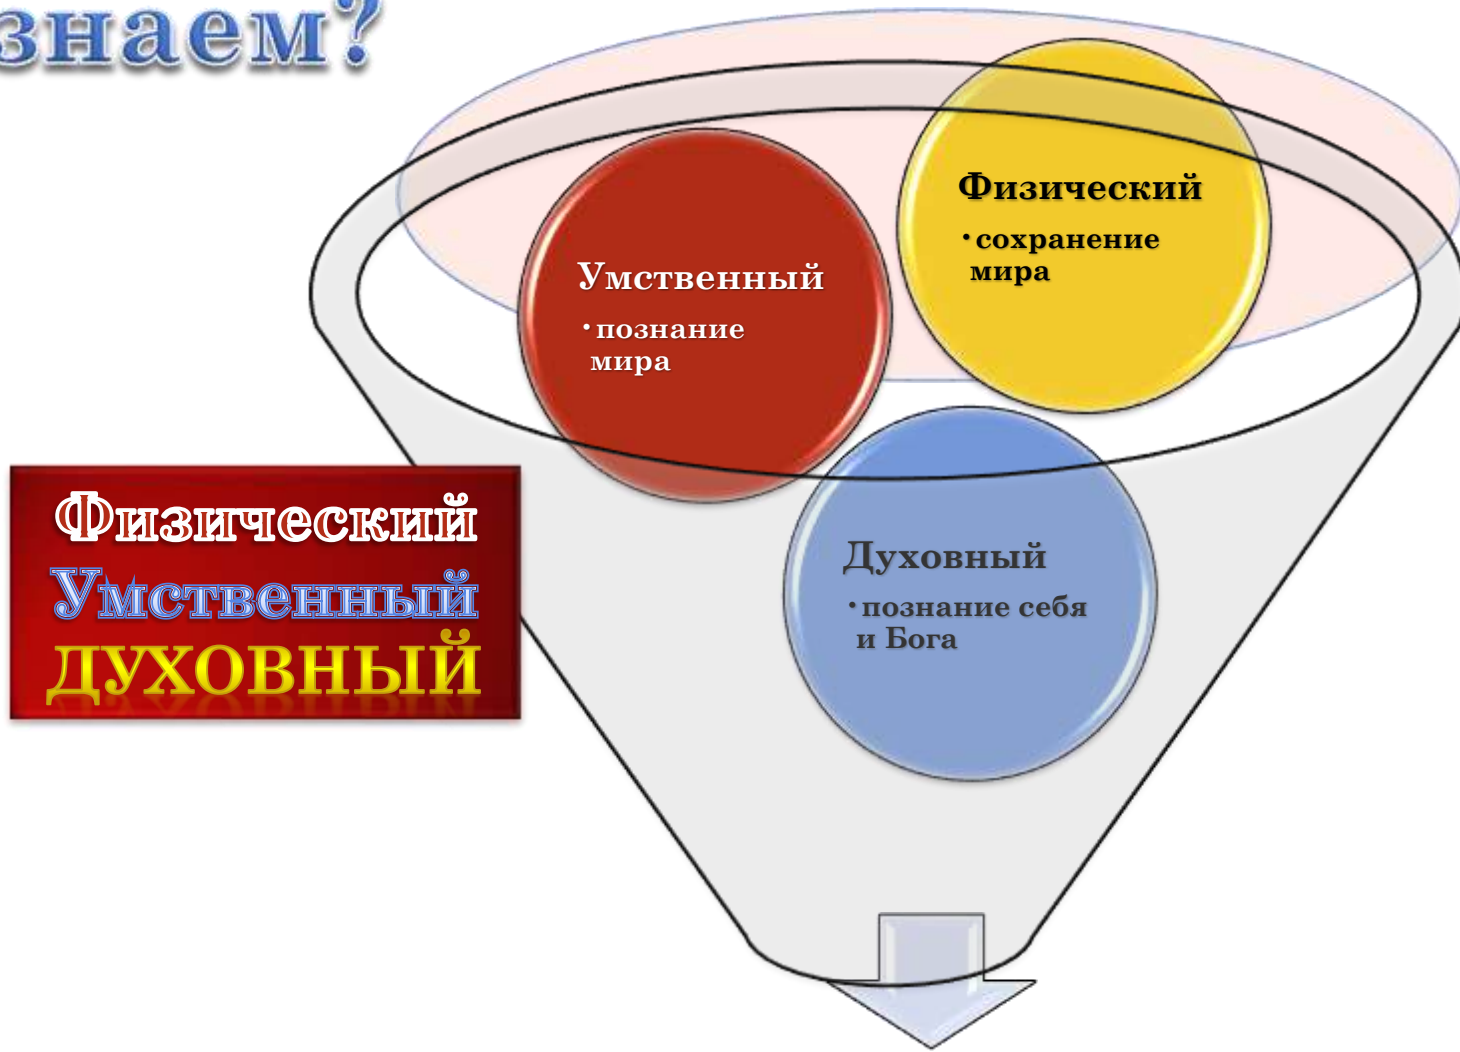 знаем?
Физический
• сохранение
мира
Умственный
• познание
мира
Духовный
• познание себя
и Бога
Физический
Умственный
духовный